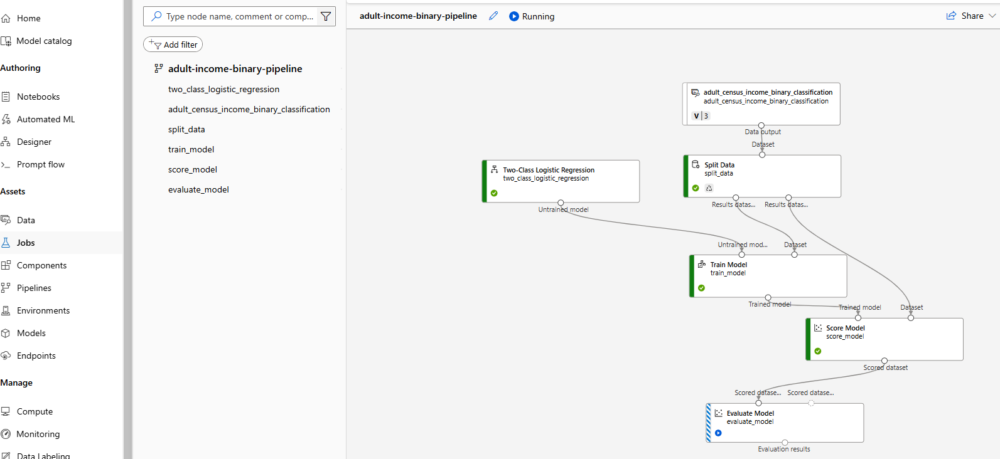 Home
Model catalog
Authoring
Notebooks
Automated ML
Designer
Prompt flow
Assets
Data
Jobs
Components
Pipelines
Environments
Models
Endpoints
Manage
Compute
Monitoring
Data Labeling
Type node name, comment or comp...
Add filter
adult-income-binary-pipeline
two_class_logistic_regression
adult_census_income_binary_classification
split_data
train_model
score_model
evaluate_model
adult-income-binary-pipeline
Running
Share
adult_census_income_binary_classification
adult_census_income_binary_classification
V | 3
Data output
Dataset
Split Data
split_data
Results datas...
Results datas...
Two-Class Logistic Regression
two_class_logistic_regression
Untrained model
Untrained mod...
Dataset
Train Model
train_model
Trained model
Trained model
Dataset
Score Model
score_model
Scored dataset
Scored datase...
Scored datase...
Evaluate Model
evaluate_model
Evaluation results